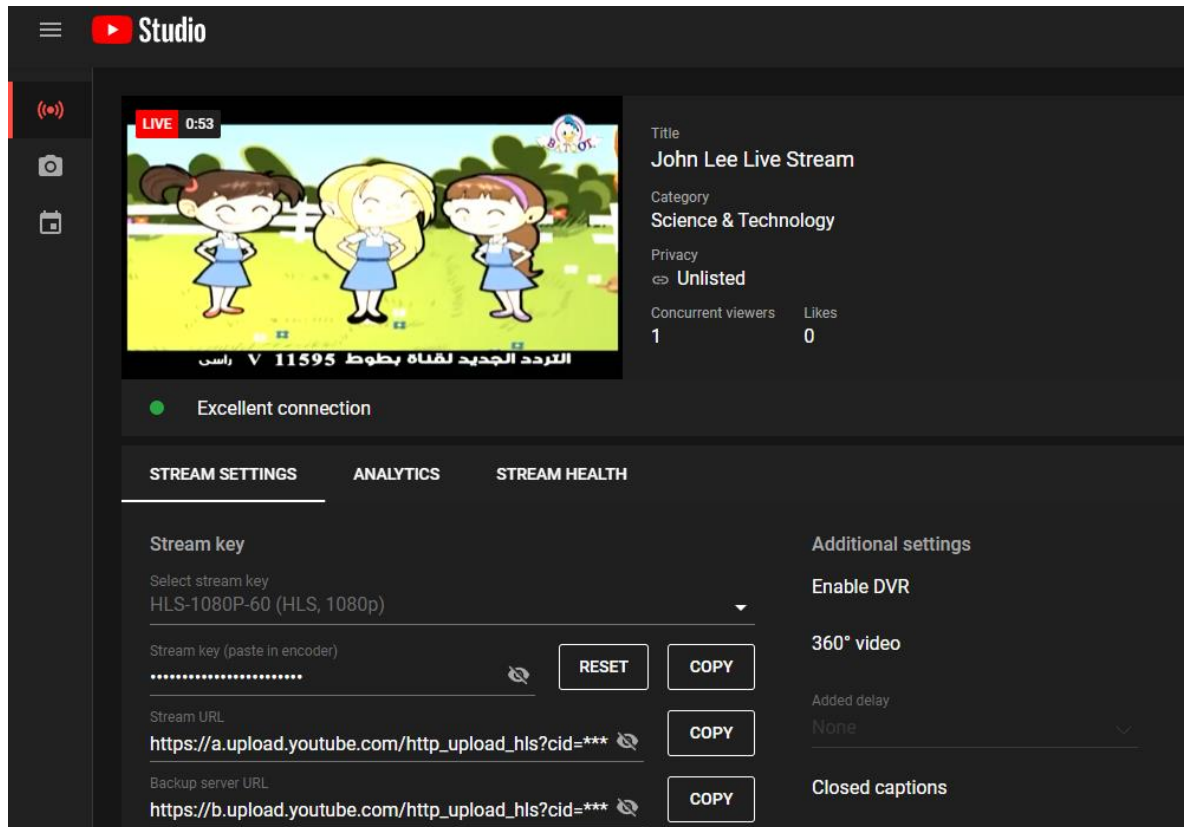 Studio
LIVE 0:53
BATOOT
Title
John Lee Live Stream
Category
Science & Technology
Privacy
Unlisted
Concurrent viewers Likes
1 0
التردد الجديد لقناة بطوط 11595 V راسى
Excellent connection
STREAM SETTINGS ANALYTICS STREAM HEALTH
Stream key
Additional settings
Select stream key
HLS-1080P-60 (HLS, 1080p)
Enable DVR
Stream key (paste in encoder)
••••••••••••••••••••••••
RESET COPY
360° video
Stream URL
https://a.upload.youtube.com/http_upload_hls?cid=***
COPY
Added delay
None
Backup server URL
https://b.upload.youtube.com/http_upload_hls?cid=***
COPY
Closed captions